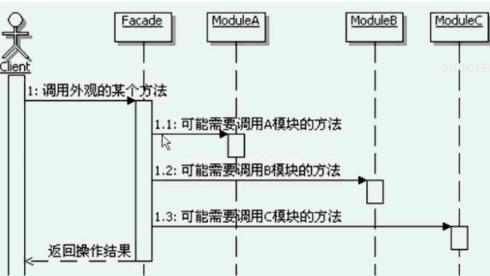 Facade
ModuleA
ModuleB
ModuleC
Client
1: 调用外观的某个方法
1.1: 可能需要调用A模块的方法
1.2: 可能需要调用B模块的方法
1.3: 可能需要调用C模块的方法
返回操作结果